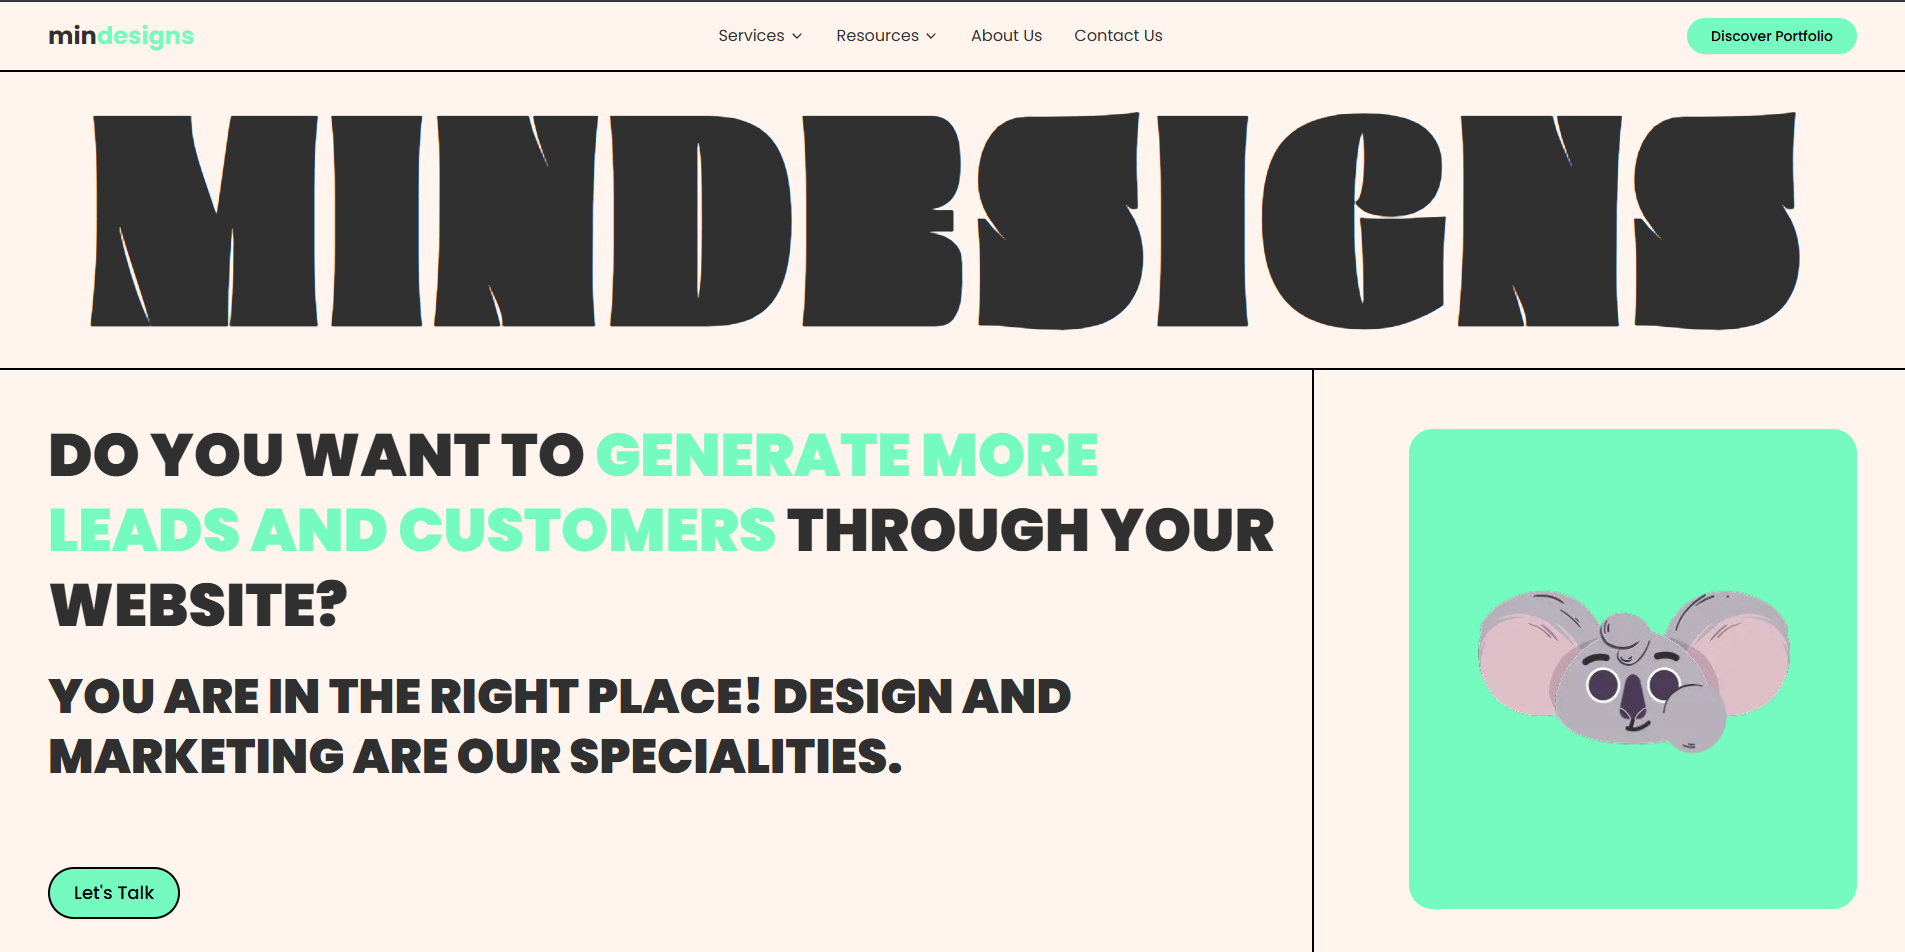 mindesigns
Services
Resources
About Us
Contact Us
Discover Portfolio
MINDESIGNS
DO YOU WANT TO GENERATE MORE
LEADS AND CUSTOMERS THROUGH YOUR
WEBSITE?
YOU ARE IN THE RIGHT PLACE! DESIGN AND
MARKETING ARE OUR SPECIALITIES.
Let's Talk